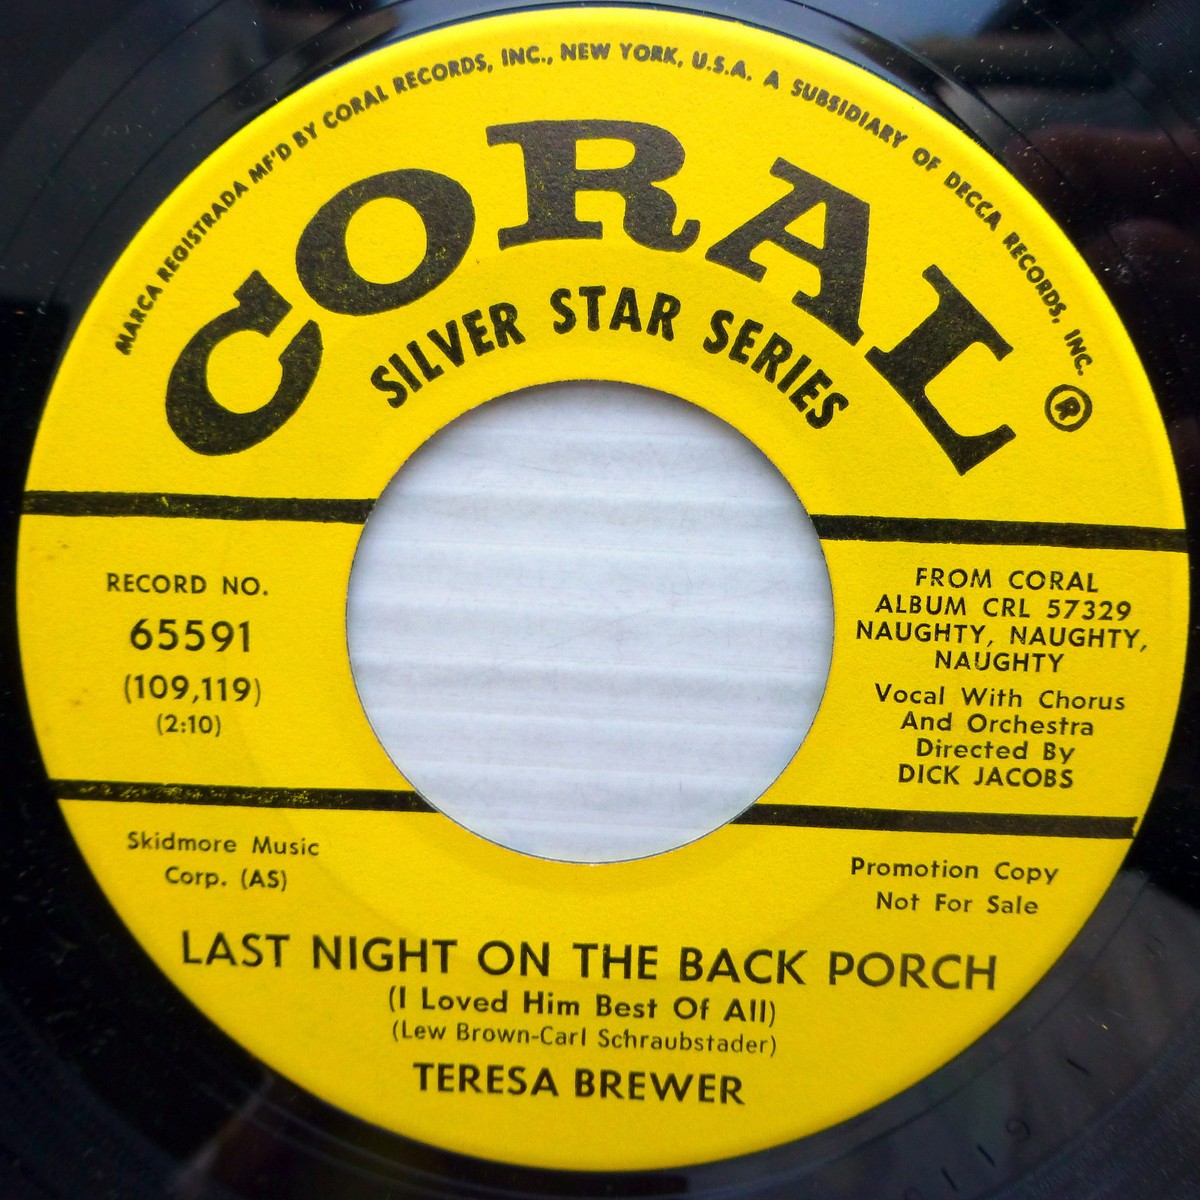 MARCA REGISTRADA MF'D BY CORAL RECORDS, INC., NEW YORK, U.S.A. A SUBSIDIARY OF DECCA RECORDS, INC.
CORAL ®
SILVER STAR SERIES
RECORD NO.
65591
(109,119)
(2:10)
FROM CORAL
ALBUM CRL 57329
NAUGHTY, NAUGHTY,
NAUGHTY
Vocal With Chorus
And Orchestra
Directed By
DICK JACOBS
Skidmore Music
Corp. (AS)
Promotion Copy
Not For Sale
LAST NIGHT ON THE BACK PORCH
(I Loved Him Best Of All)
(Lew Brown-Carl Schraubstader)
TERESA BREWER